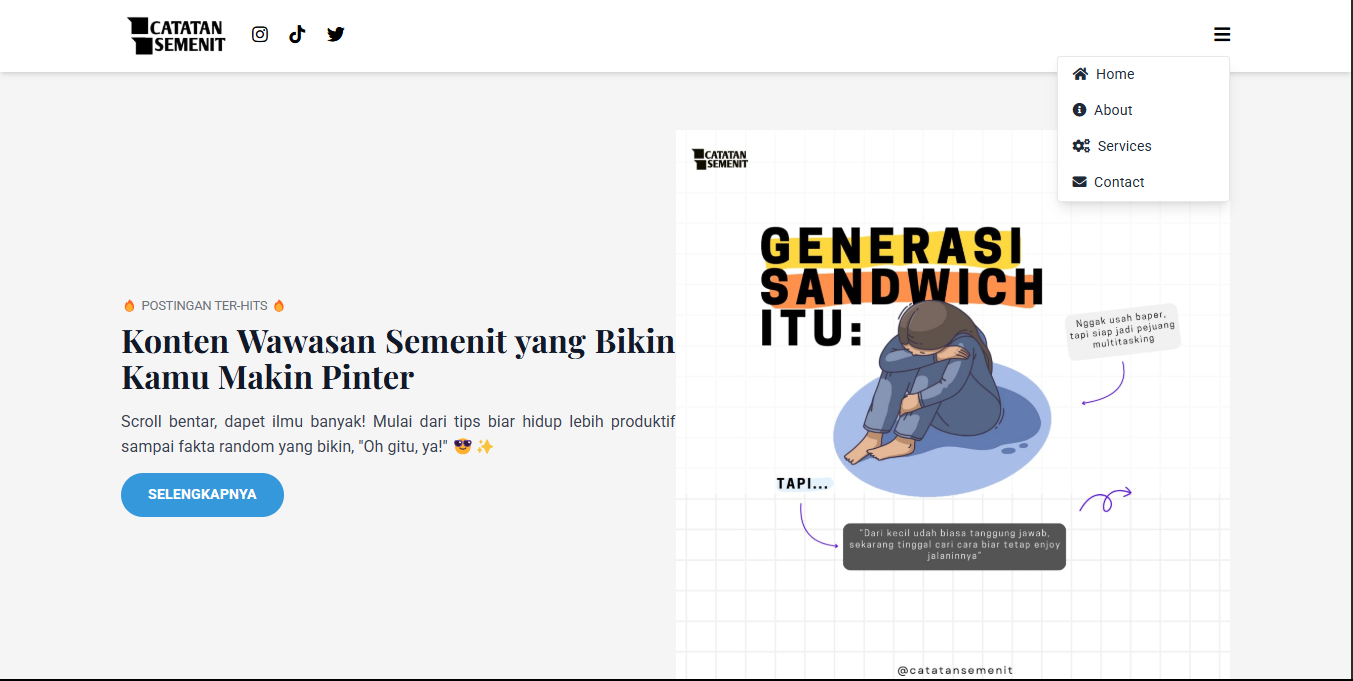 CATATAN
SEMENIT
Home
About
Services
Contact
🔥 POSTINGAN TER-HITS 🔥
Konten Wawasan Semenit yang Bikin
Kamu Makin Pinter
Scroll bentar, dapet ilmu banyak! Mulai dari tips biar hidup lebih produktif
sampai fakta random yang bikin, "Oh gitu, ya!" 😎✨
SELENGKAPNYA
CATATAN
SEMENIT
GENERASI
SANDWICH
ITU:
Nggak usah baper,
tapi siap jadi pejuang
multitasking
TAPI...
"Dari kecil udah biasa tanggung jawab,
sekarang tinggal cari cara biar tetap enjoy
jalaninnya"
@catatansemenit